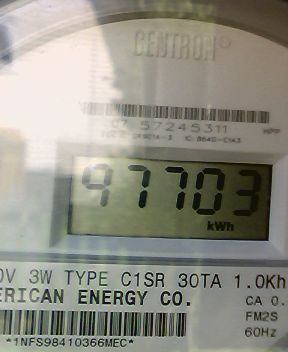 CENTRON®
57245311
97703
kWh
0V 3W TYPE C1SR 30TA 1.0Kh
ERICAN ENERGY CO.
CA 0.
FM2S
60Hz
*1NFS98410366MEC*